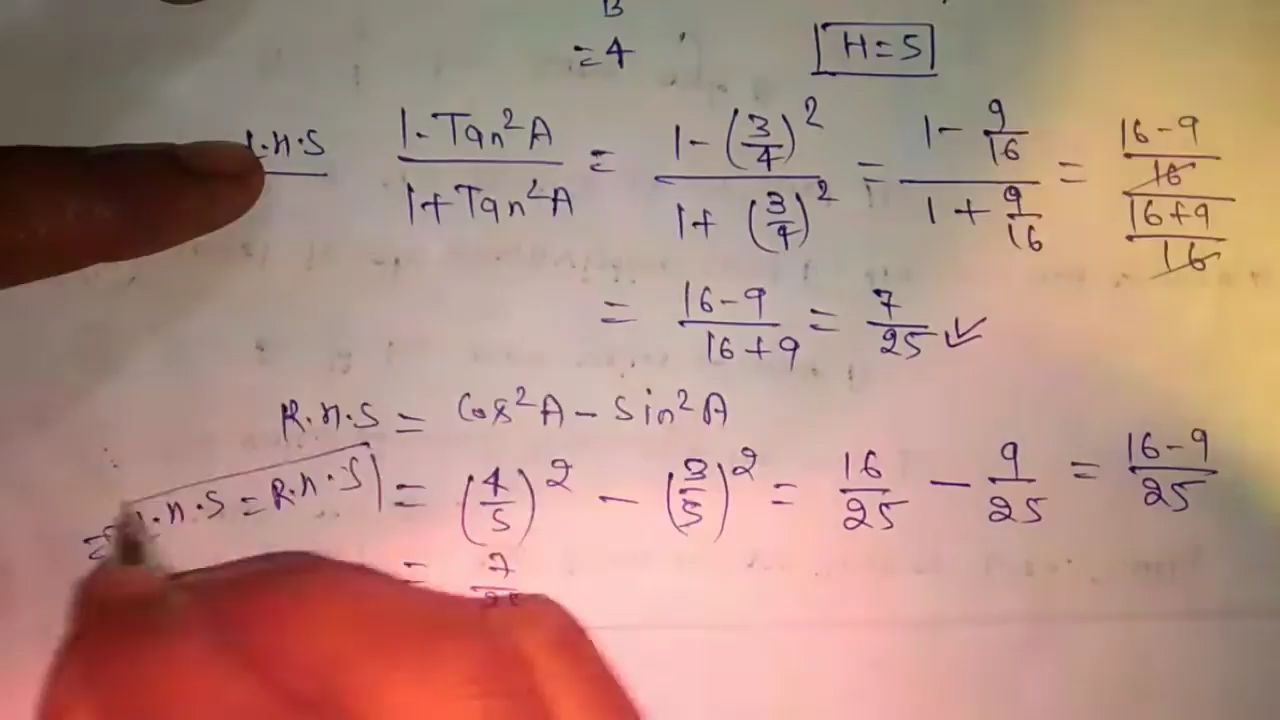 B
=4
H=5
L.H.S (1-Tan²A)/(1+Tan²A) = (1-(3/4)²)/(1+(3/4)²) = (1-9/16)/(1+9/16) = ((16-9)/16)/((16+9)/16)
= (16-9)/(16+9) = 7/25
R.H.S = Cos²A - Sin²A
= (4/5)² - (3/5)² = 16/25 - 9/25 = (16-9)/25
L.H.S = R.H.S
= 7/25